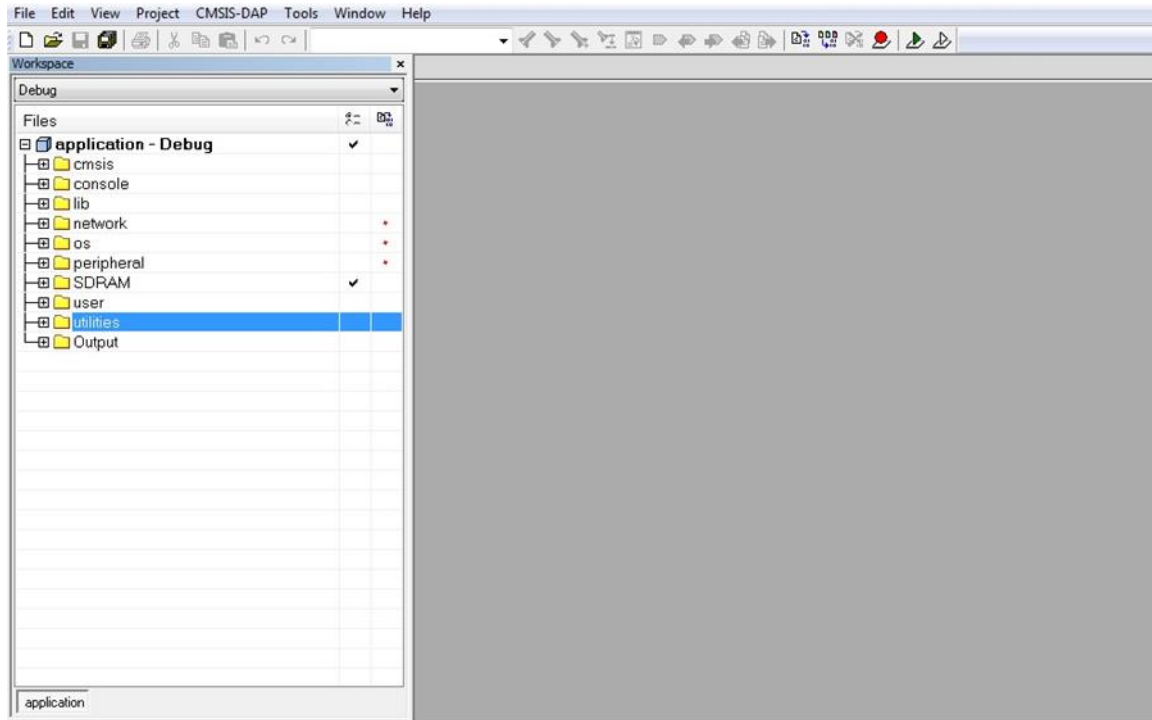 File Edit View Project CMSIS-DAP Tools Window Help
Workspace
Debug
Files
application - Debug
cmsis
console
lib
network
os
peripheral
SDRAM
user
utilities
Output
application